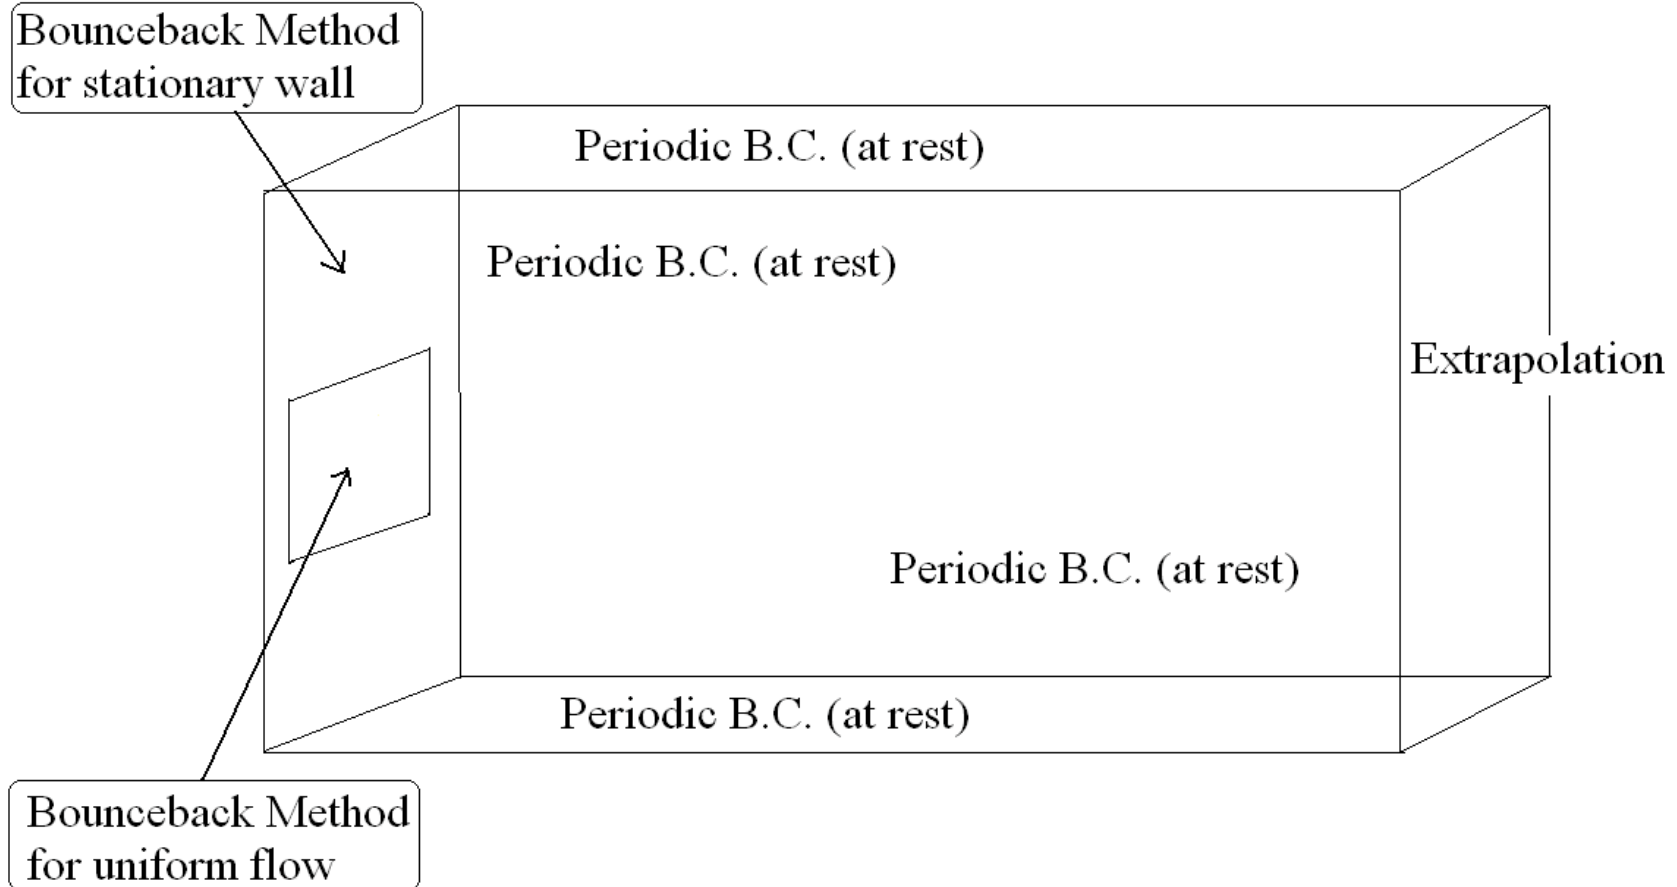 Bounceback Method
for stationary wall
Periodic B.C. (at rest)
Periodic B.C. (at rest)
Extrapolation
Periodic B.C. (at rest)
Periodic B.C. (at rest)
Bounceback Method
for uniform flow